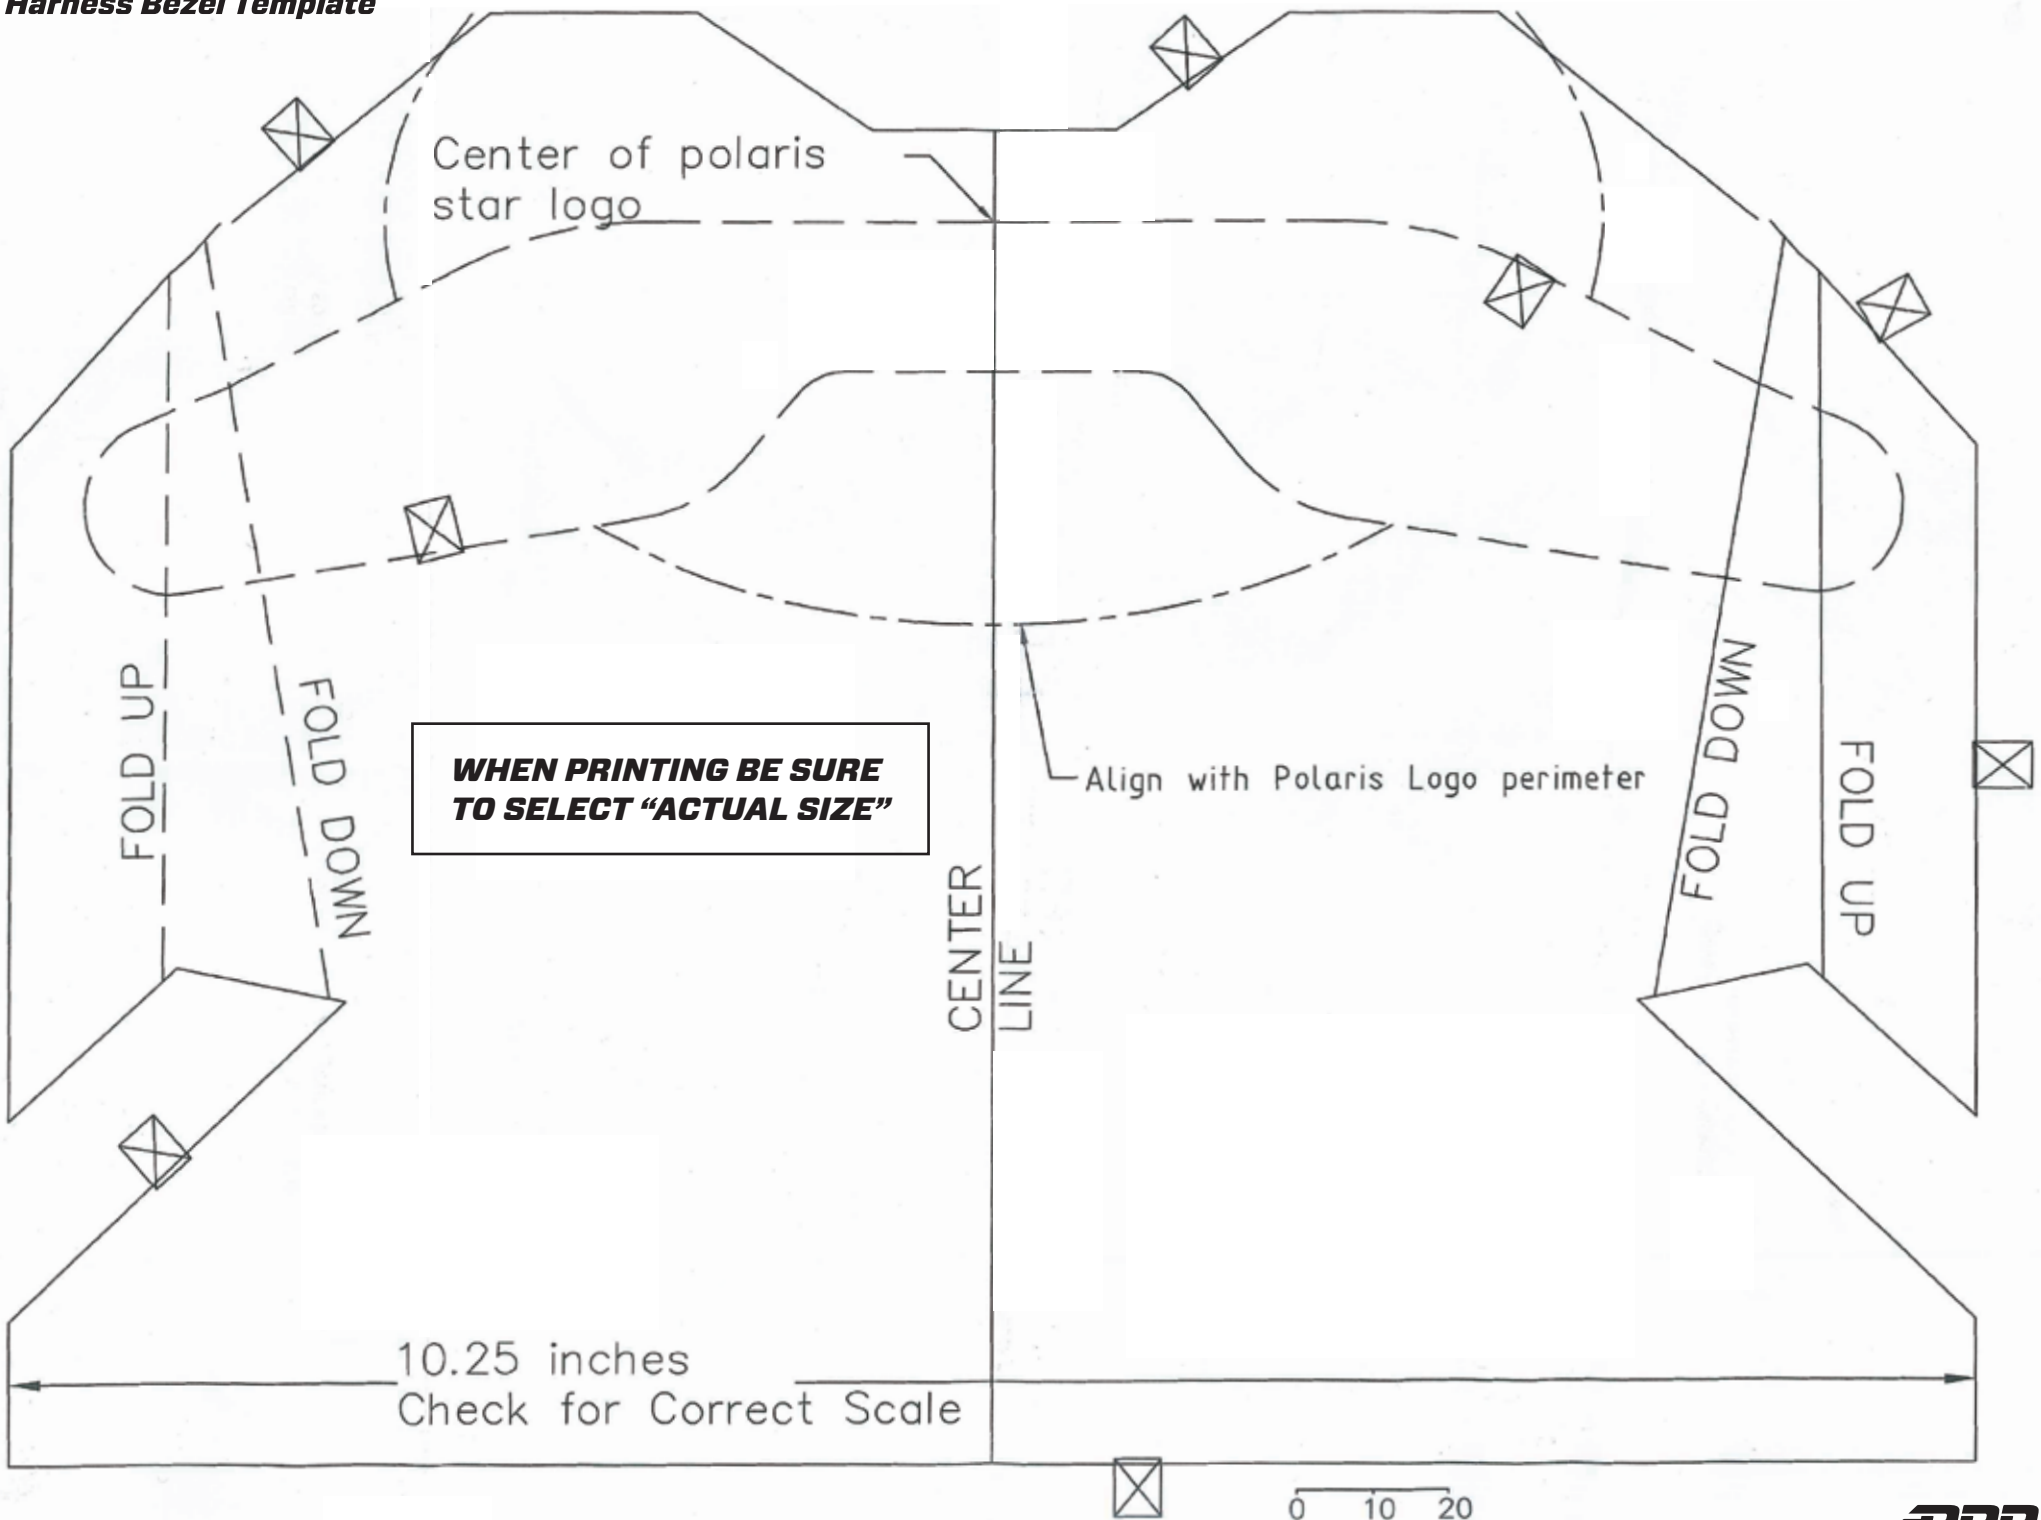 Harness Bezel Template
Center of polaris
star logo
FOLD UP
FOLD DOWN
WHEN PRINTING BE SURE
TO SELECT “ACTUAL SIZE”
Align with Polaris Logo perimeter
FOLD DOWN
FOLD UP
CENTER
LINE
10.25 inches
Check for Correct Scale
0 10 20